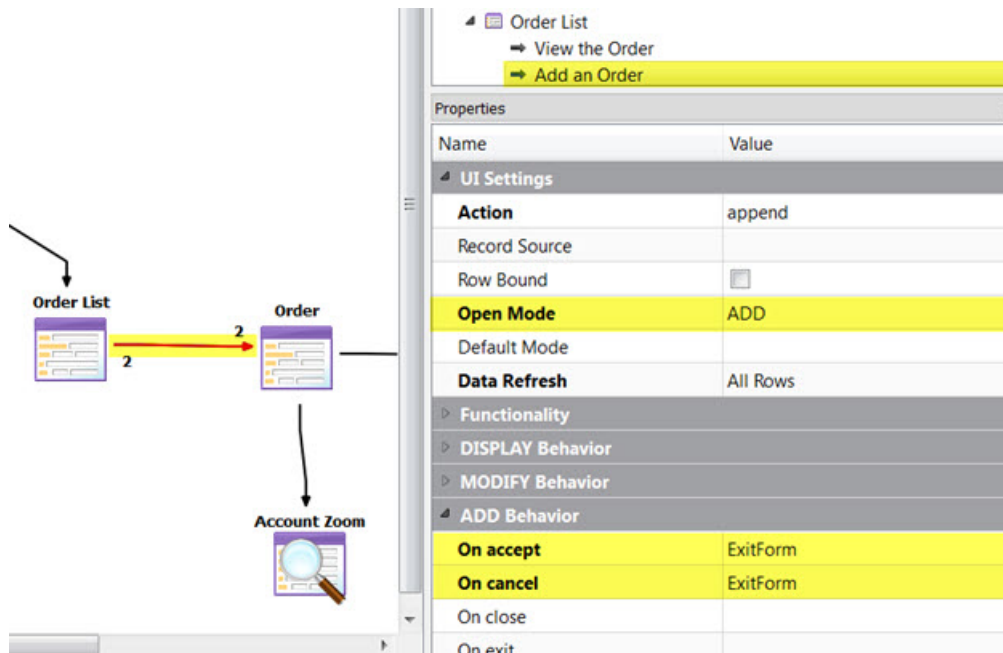 Order List
2
2
Order
Account Zoom
Order List
View the Order
Add an Order
Properties
Name Value
UI Settings
Action append
Record Source
Row Bound
Open Mode ADD
Default Mode
Data Refresh All Rows
Functionality
DISPLAY Behavior
MODIFY Behavior
ADD Behavior
On accept ExitForm
On cancel ExitForm
On close
On exit